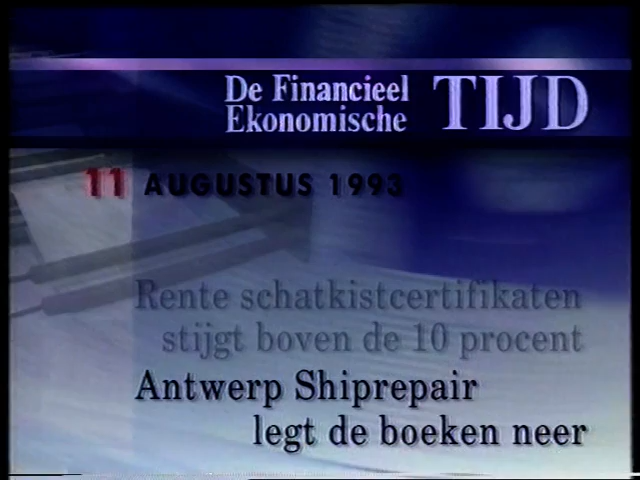 De Financieel
Ekonomische TIJD
11 AUGUSTUS 1993
Rente schatkistcertifikaten
stijgt boven de 10 procent
Antwerp Shiprepair
legt de boeken neer